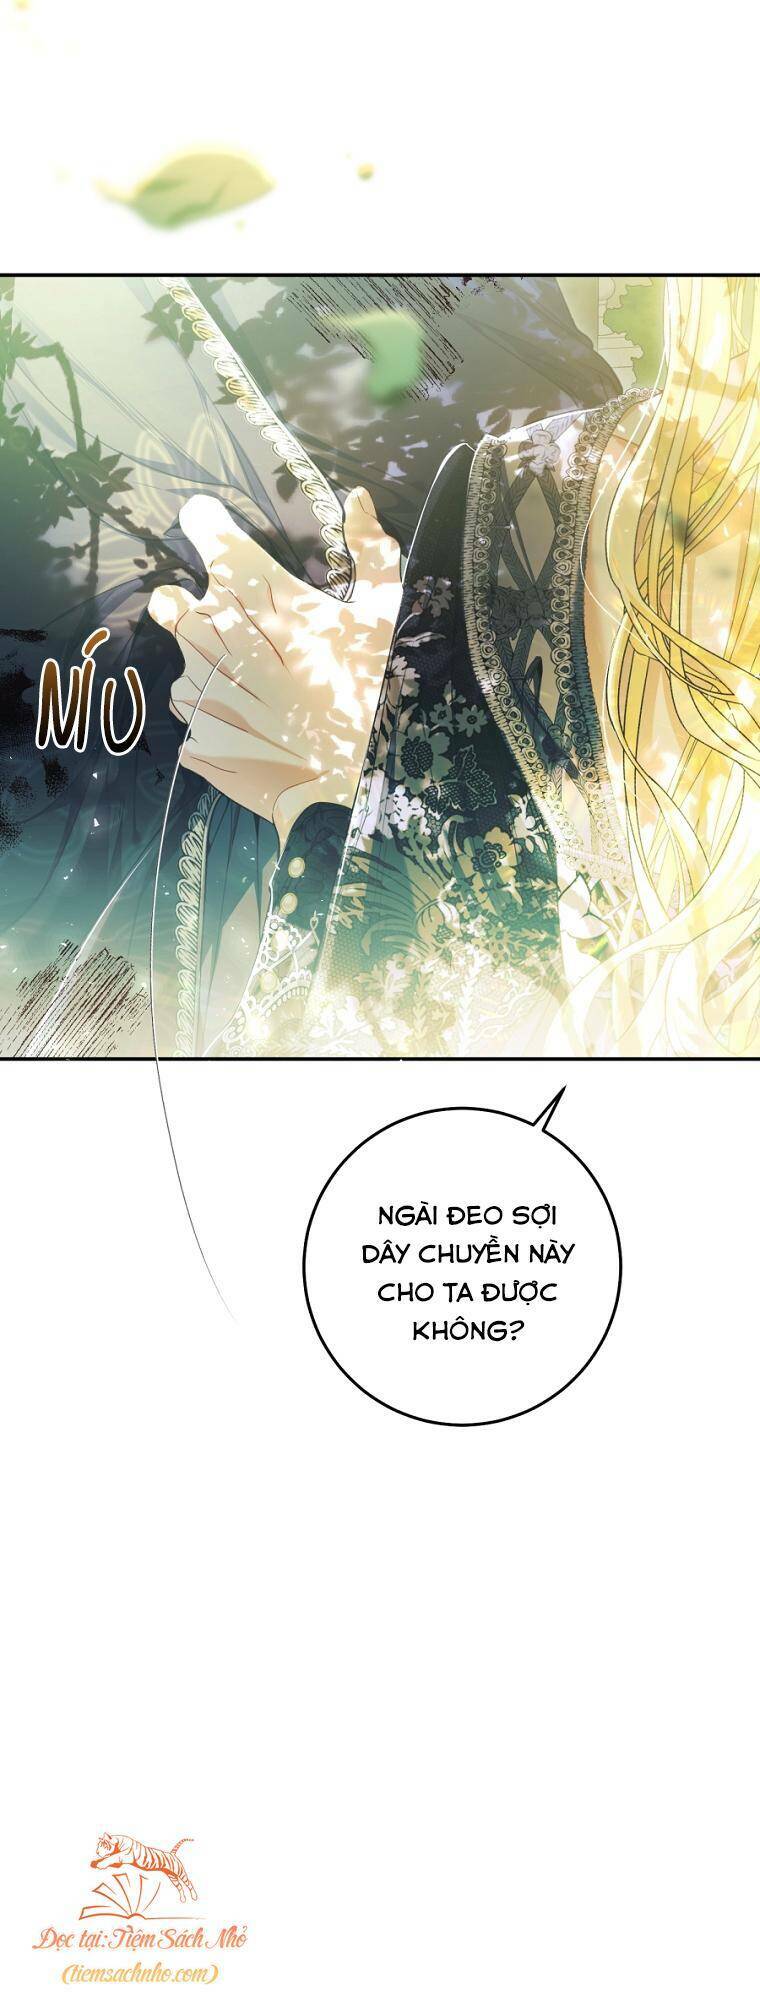 NÍU
NGÀI ĐEO SỢI
DÂY CHUYỀN NÀY
CHO TA ĐƯỢC
KHÔNG?
Đọc tại: Tiệm Sách Nhỏ
(tiemsachnho.com)